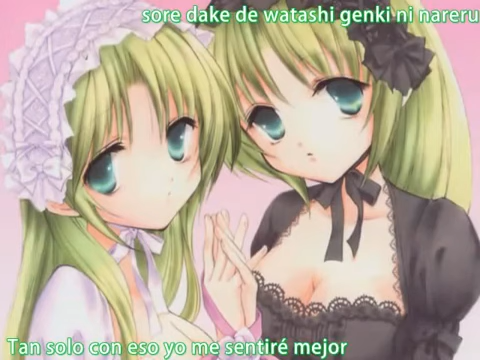 sore dake de watashi genki ni nareru
Tan solo con eso yo me sentiré mejor